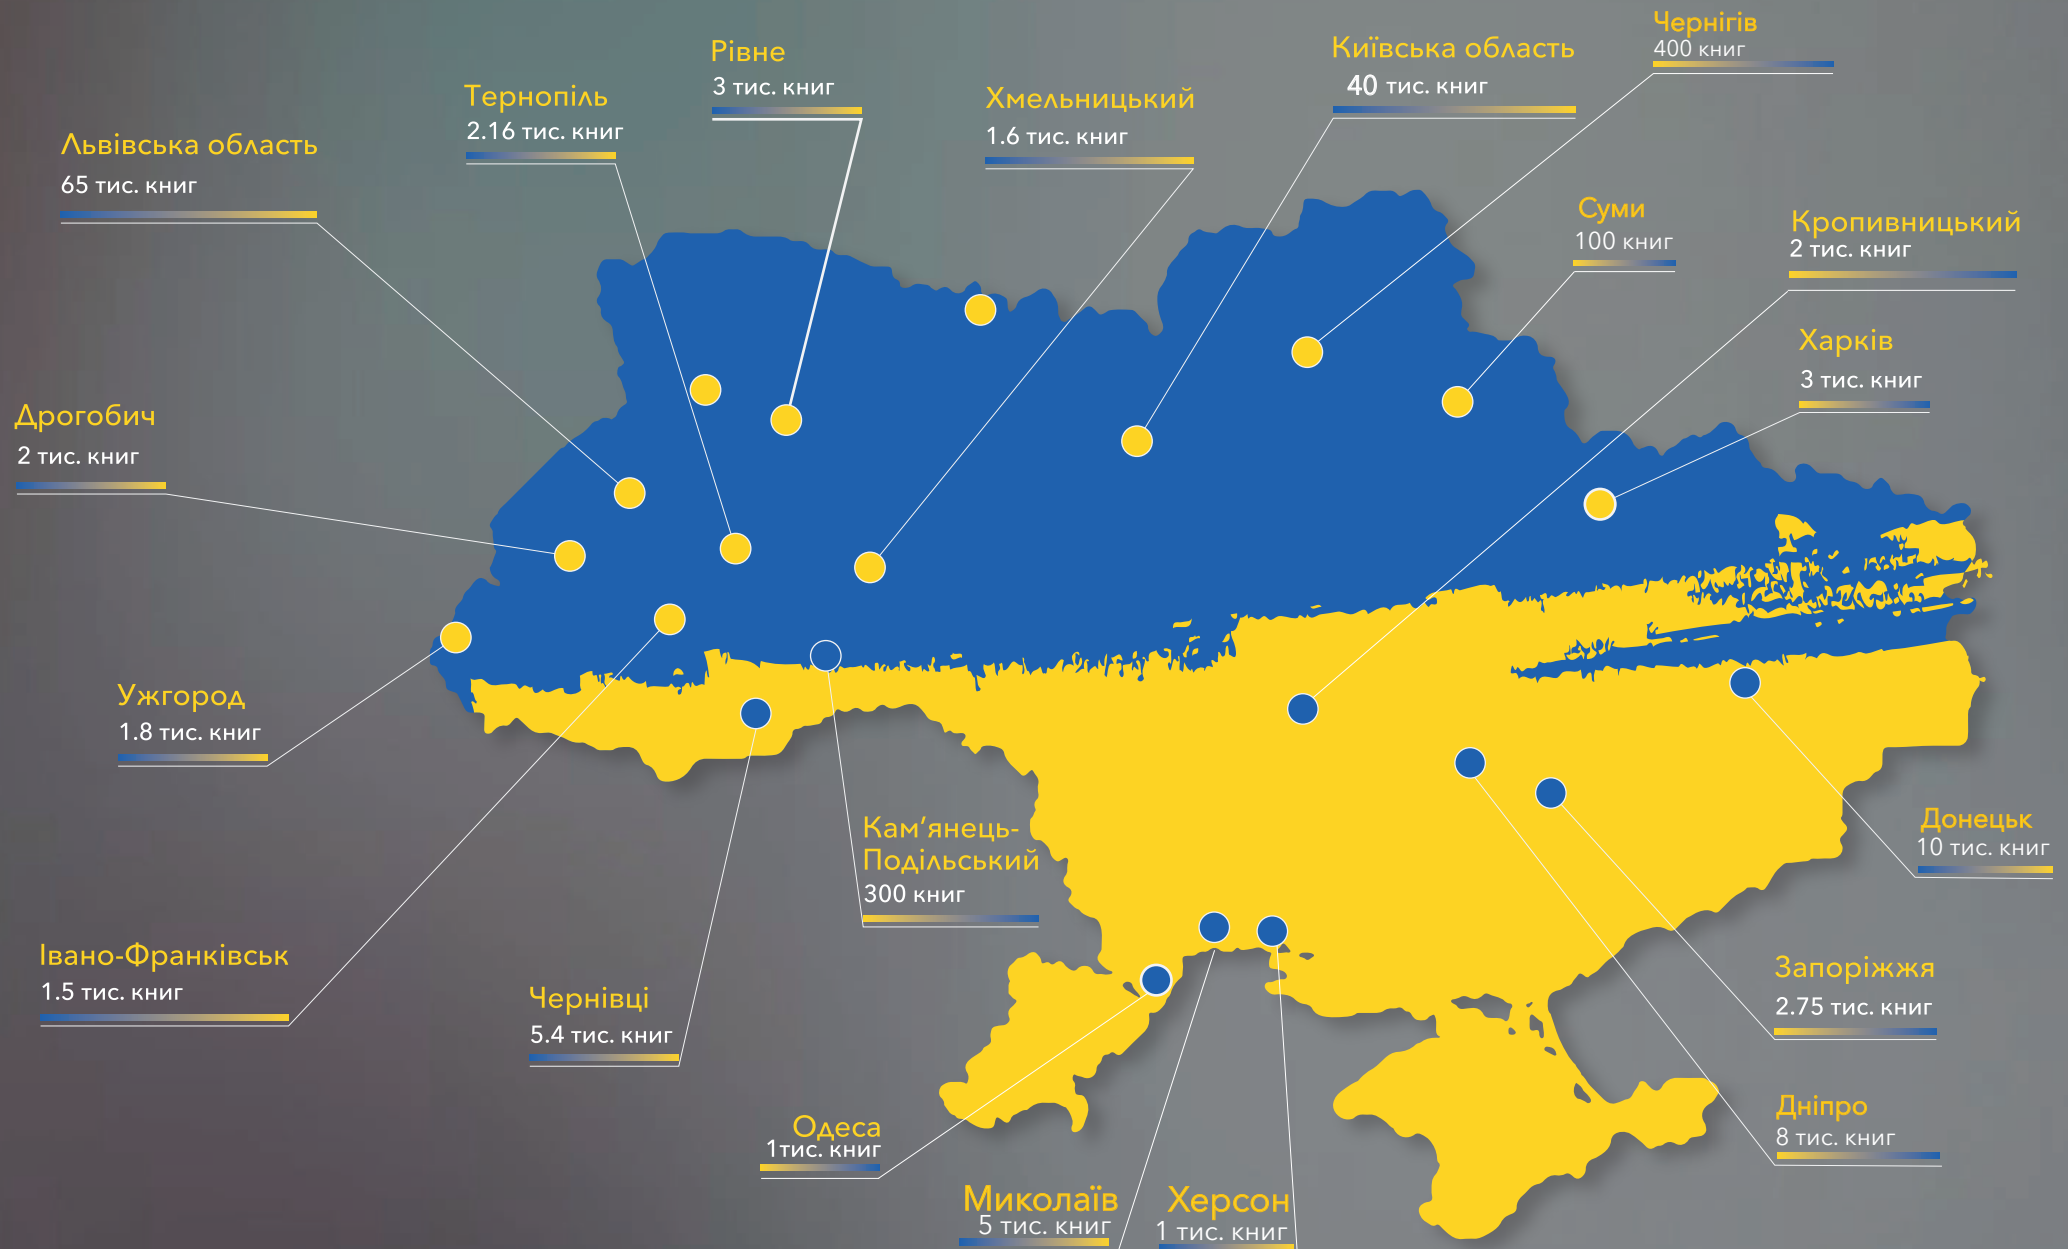 Чернігів
400 книг
Рівне
3 тис. книг
Київська область
40 тис. книг
Тернопіль
2.16 тис. книг
Хмельницький
1.6 тис. книг
Львівська область
65 тис. книг
Суми
100 книг
Кропивницький
2 тис. книг
Харків
3 тис. книг
Дрогобич
2 тис. книг
Ужгород
1.8 тис. книг
Кам’янець-
Подільський
300 книг
Донецьк
10 тис. книг
Івано-Франківськ
1.5 тис. книг
Чернівці
5.4 тис. книг
Запоріжжя
2.75 тис. книг
Дніпро
8 тис. книг
Одеса
1тис. книг
Миколаїв
5 тис. книг
Херсон
1 тис. книг